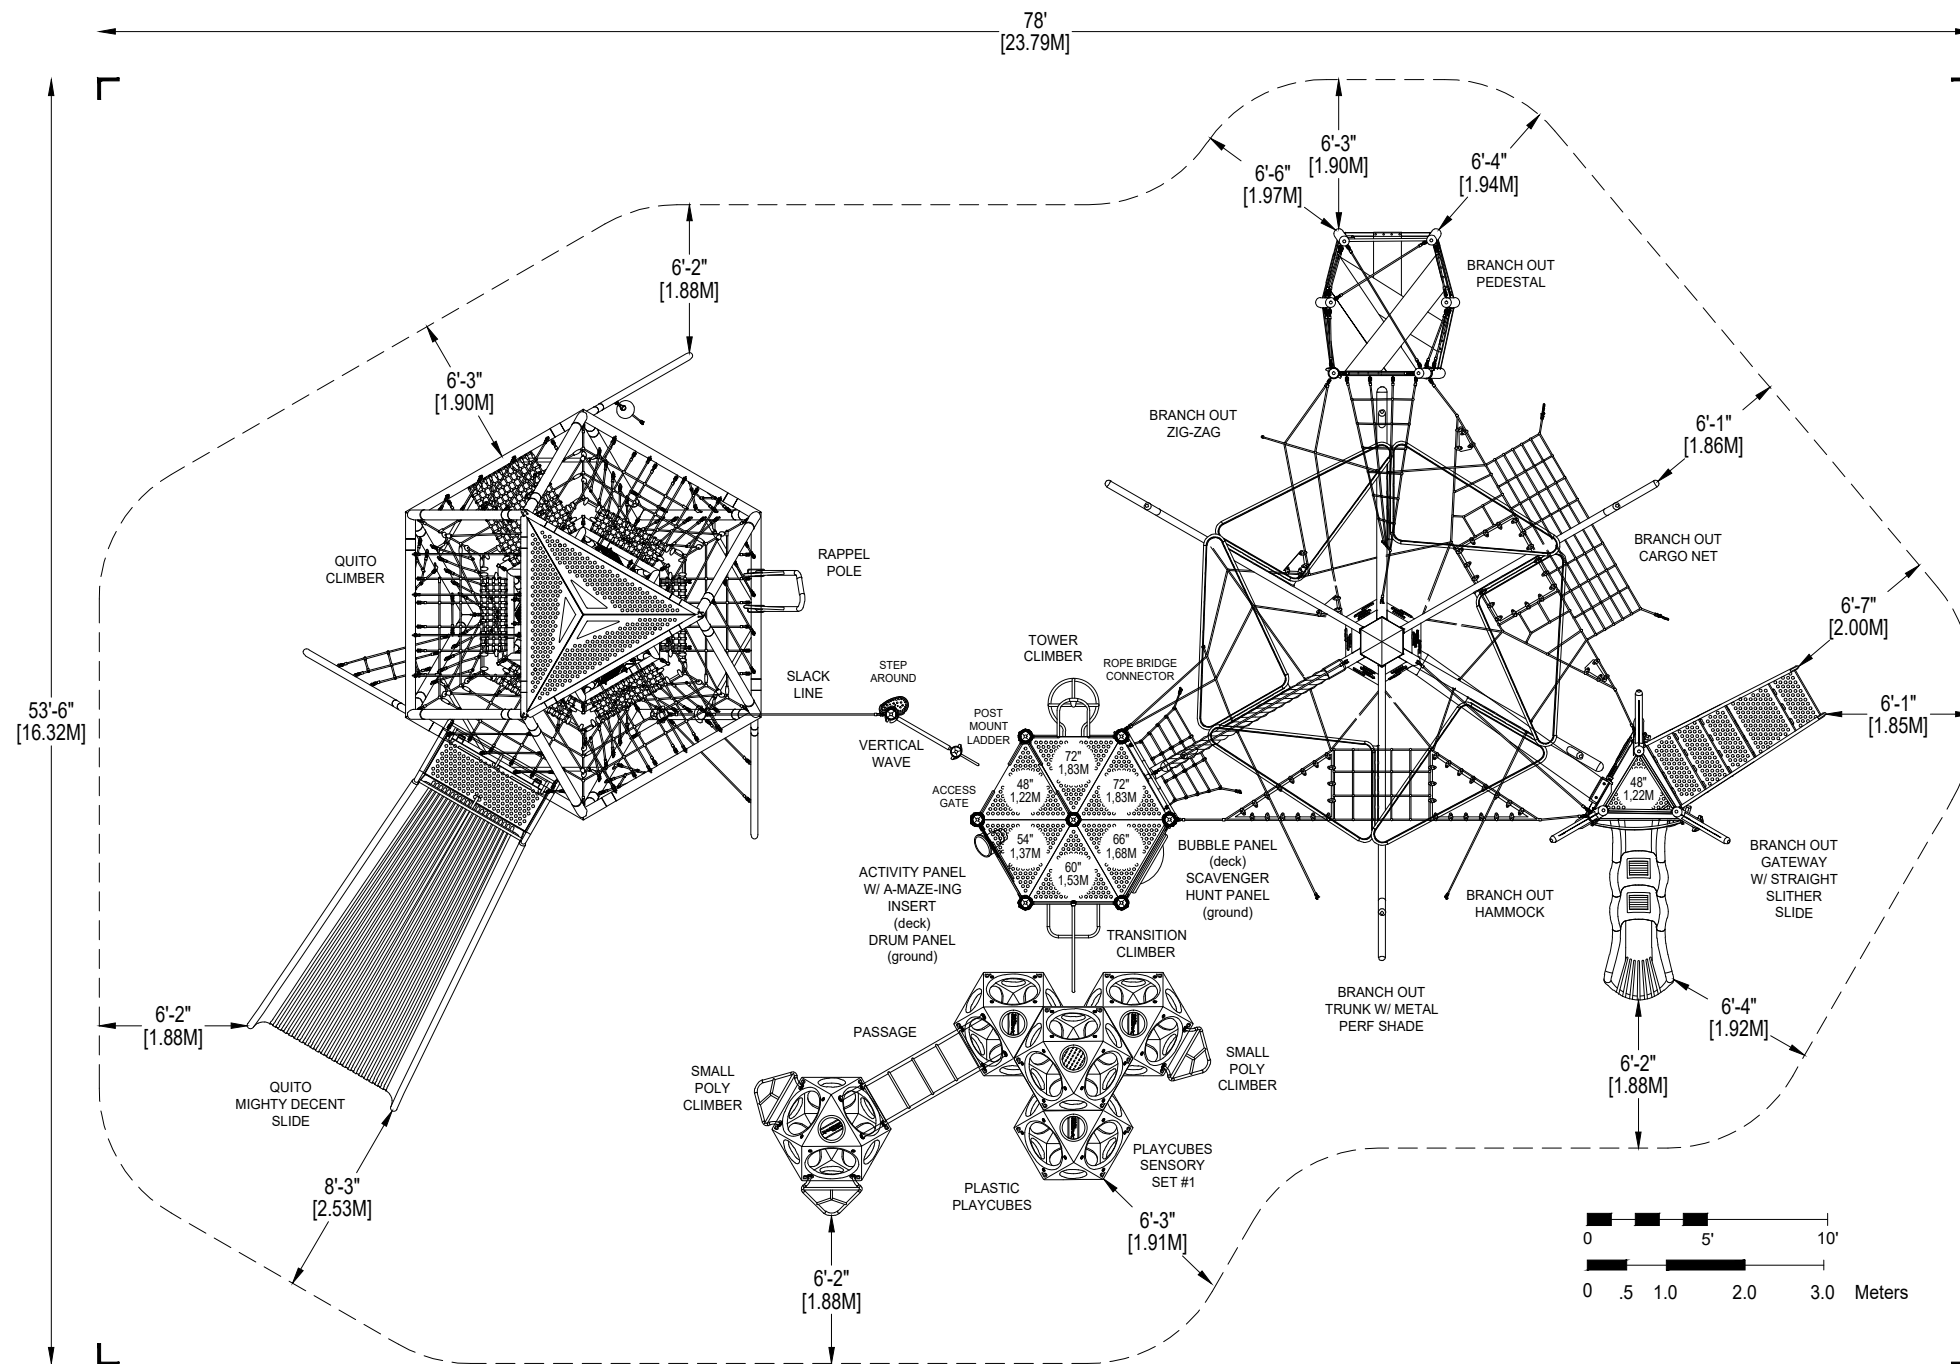 78'
[23.79M]
53'-6"
[16.32M]
6'-3"
[1.90M]
6'-6"
[1.97M]
6'-4"
[1.94M]
BRANCH OUT
PEDESTAL
6'-2"
[1.88M]
6'-3"
[1.90M]
BRANCH OUT
ZIG-ZAG
6'-1"
[1.86M]
BRANCH OUT
CARGO NET
QUITO
CLIMBER
RAPPEL
POLE
6'-7"
[2.00M]
6'-1"
[1.85M]
TOWER
CLIMBER
ROPE BRIDGE
CONNECTOR
SLACK
LINE
STEP
AROUND
POST
MOUNT
LADDER
VERTICAL
WAVE
ACCESS
GATE
72"
1,83M
48"
1,22M
72"
1,83M
54"
1,37M
66"
1,68M
60"
1,53M
48"
1,22M
BUBBLE PANEL
(deck)
SCAVENGER
HUNT PANEL
(ground)
ACTIVITY PANEL
W/ A-MAZE-ING
INSERT
(deck)
DRUM PANEL
(ground)
BRANCH OUT
GATEWAY
W/ STRAIGHT
SLITHER
SLIDE
BRANCH OUT
HAMMOCK
TRANSITION
CLIMBER
BRANCH OUT
TRUNK W/ METAL
PERF SHADE
6'-4"
[1.92M]
6'-2"
[1.88M]
6'-2"
[1.88M]
PASSAGE
SMALL
POLY
CLIMBER
SMALL
POLY
CLIMBER
QUITO
MIGHTY DECENT
SLIDE
PLAYCUBES
SENSORY
SET #1
PLASTIC
PLAYCUBES
8'-3"
[2.53M]
6'-3"
[1.91M]
6'-2"
[1.88M]
0 5' 10'
0 .5 1.0 2.0 3.0 Meters